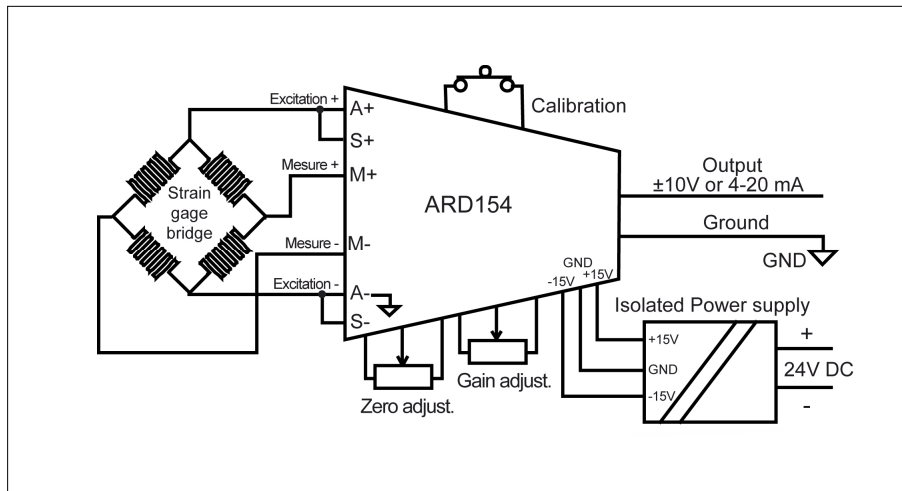 Excitation +
A+
S+
Mesure +
M+
Strain
gage
bridge
Mesure -
M-
Excitation -
A-
S-
ARD154
Calibration
Output
±10V or 4-20 mA
Ground
GND
Zero adjust.
Gain adjust.
-15V
GND
+15V
Isolated Power supply
+15V
GND
-15V
+
24V DC
-